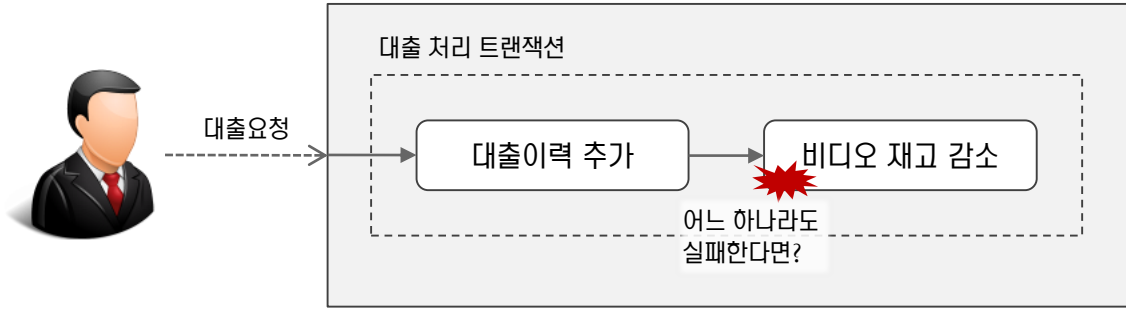 대출 처리 트랜잭션
대출요청
대출이력 추가
비디오 재고 감소
어느 하나라도
실패한다면?